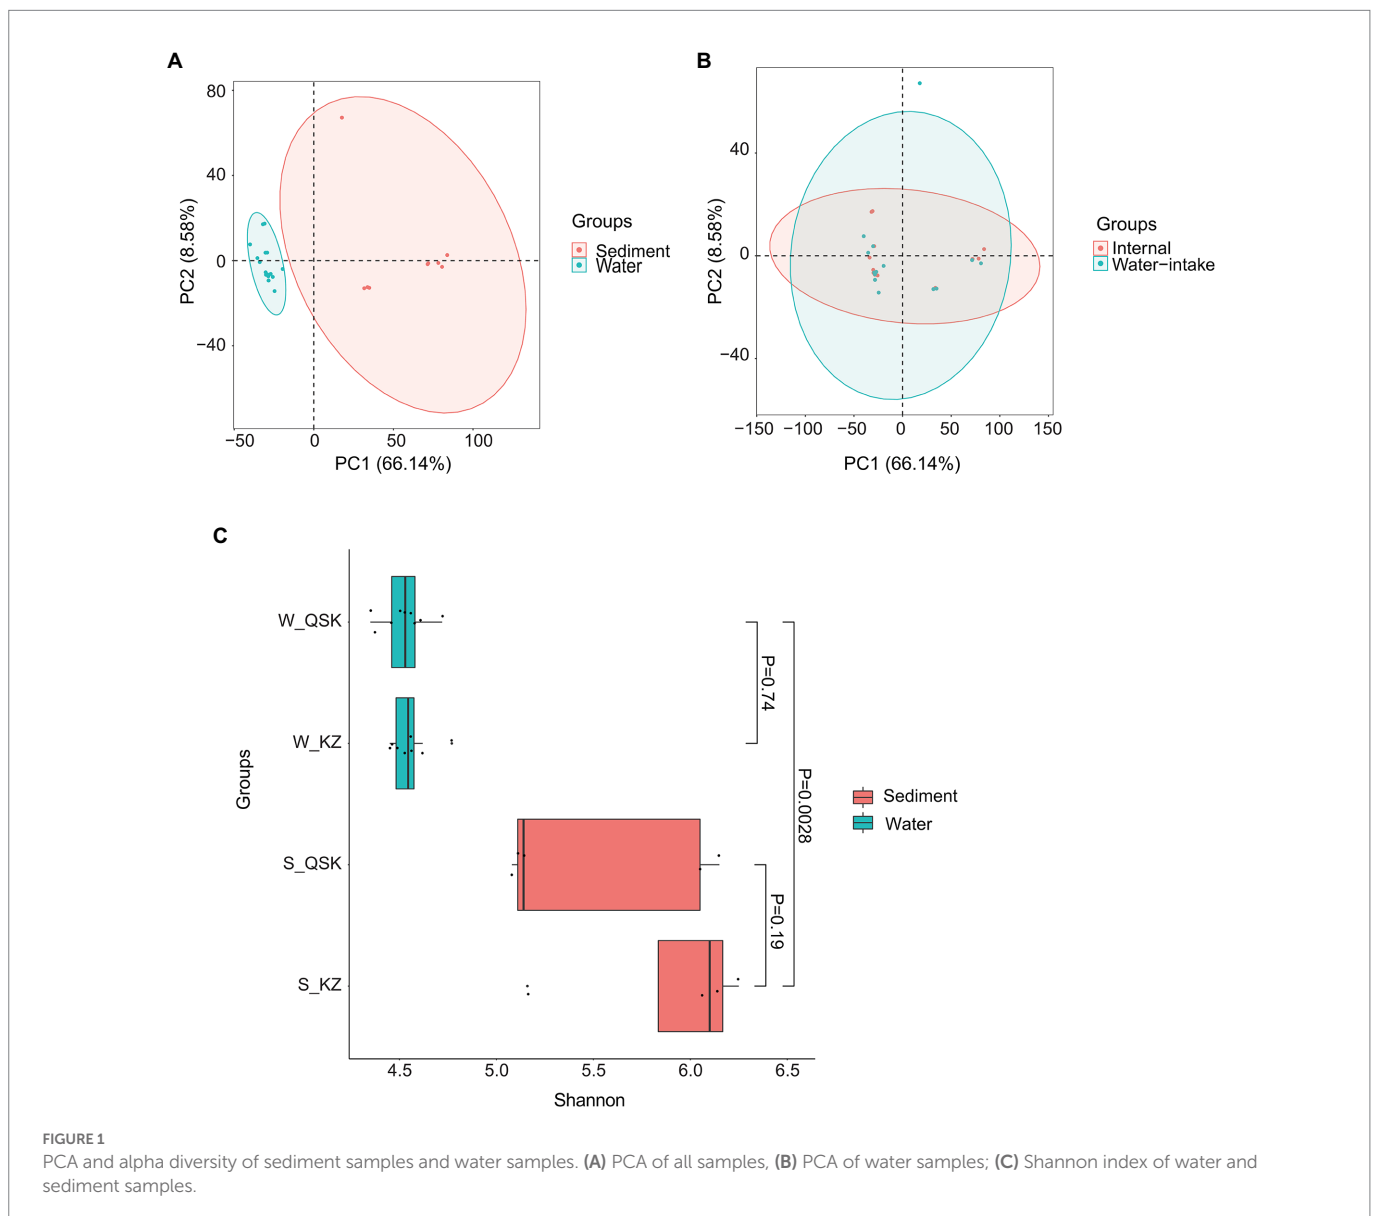 A
80
40
0
−40
PC2 (8.58%)
−50
0
50
100
PC1 (66.14%)
Groups
Sediment
Water
B
40
0
−40
PC2 (8.58%)
−150
−100
−50
0
50
100
150
PC1 (66.14%)
Groups
Internal
Water−intake
C
W_QSK
W_KZ
S_QSK
S_KZ
Groups
4.5
5.0
5.5
6.0
6.5
Shannon
P=0.74
P=0.0028
P=0.19
Sediment
Water
FIGURE 1
PCA and alpha diversity of sediment samples and water samples. (A) PCA of all samples, (B) PCA of water samples; (C) Shannon index of water and
sediment samples.